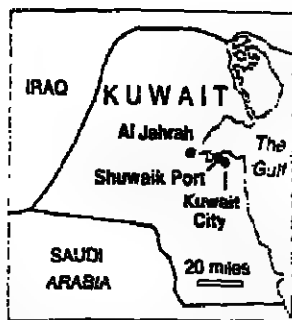 IRAQ
KUWAIT
Al Jahrah
The
Gulf
Shuwaik Port
Kuwait
City
SAUDI
ARABIA
20 miles